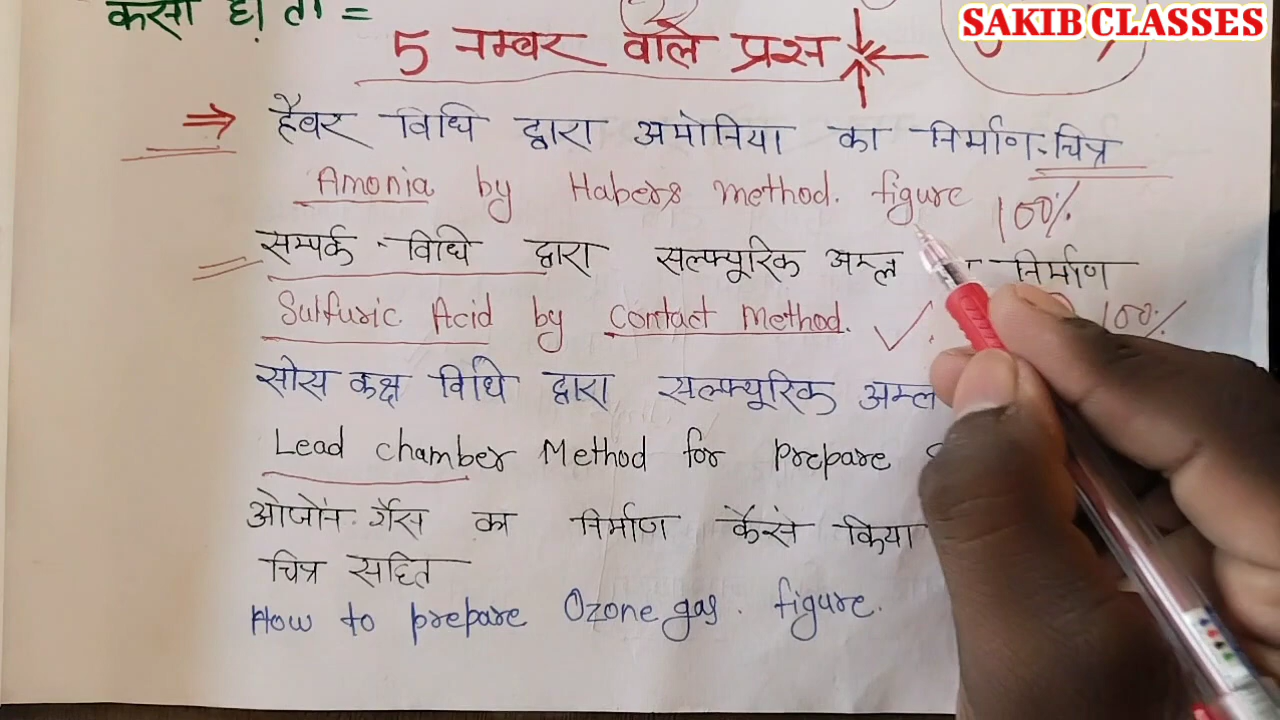 SAKIB CLASSES
कैसा होता =
5 नम्बर वाले प्रश्न
⇒ हैबर विधि द्वारा अमोनिया का निर्माण-चित्र
Amonia by Habers method. figure 100%
सम्पर्क - विधि द्वारा सल्फ्यूरिक अम्ल निर्माण
Sulfuric Acid by Contact Method. 100%
सीस कक्ष विधि द्वारा सल्फ्यूरिक अम्ल
Lead chamber Method for prepare
ओजोन गैस का निर्माण कैसे किया
चित्र सहित
How to prepare Ozone gas. figure.